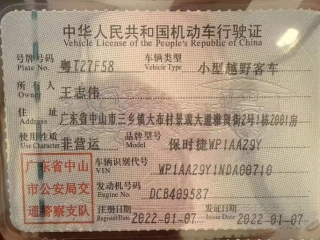 中华人民共和国机动车行驶证
Vehicle License of the People's Republic of China
号牌号码 粤T27F58 车辆类型 小型越野客车
Plate No. Vehicle Type
所有人 王志伟
Owner
住址 广东省中山市三乡镇大布村景溪大道雅舆街2号1栋2001房
Address
使用性质 非营运 品牌型号 保时捷WP1AA29Y
Use Character Model
广东省中山
市公安局交
通警察支队
车辆识别代号 WP1AA29Y1NDA00710
VIN
发动机号码 DCB409587
Engine No.
注册日期 2022-01-07 发证日期 2022-01-07
Register Date Issue Date